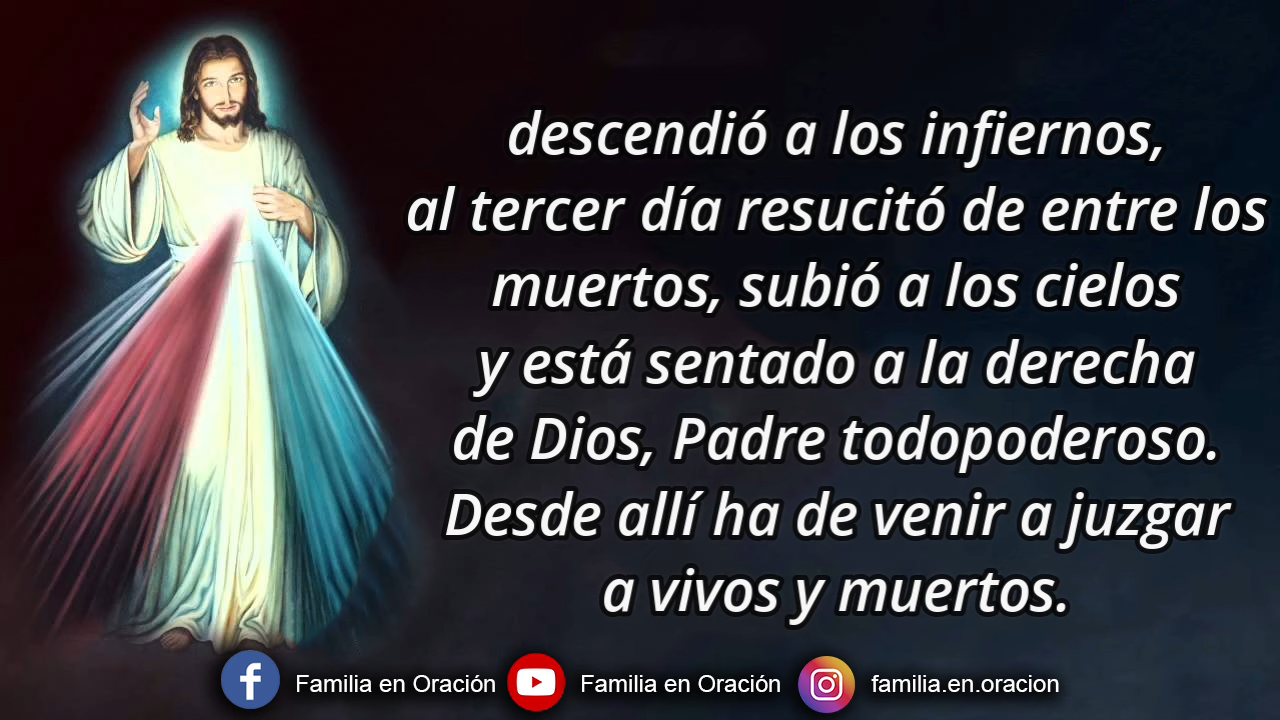 descendió a los infiernos,
al tercer día resucitó de entre los
muertos, subió a los cielos
y está sentado a la derecha
de Dios, Padre todopoderoso.
Desde allí ha de venir a juzgar
a vivos y muertos.
Familia en Oración Familia en Oración familia.en.oracion